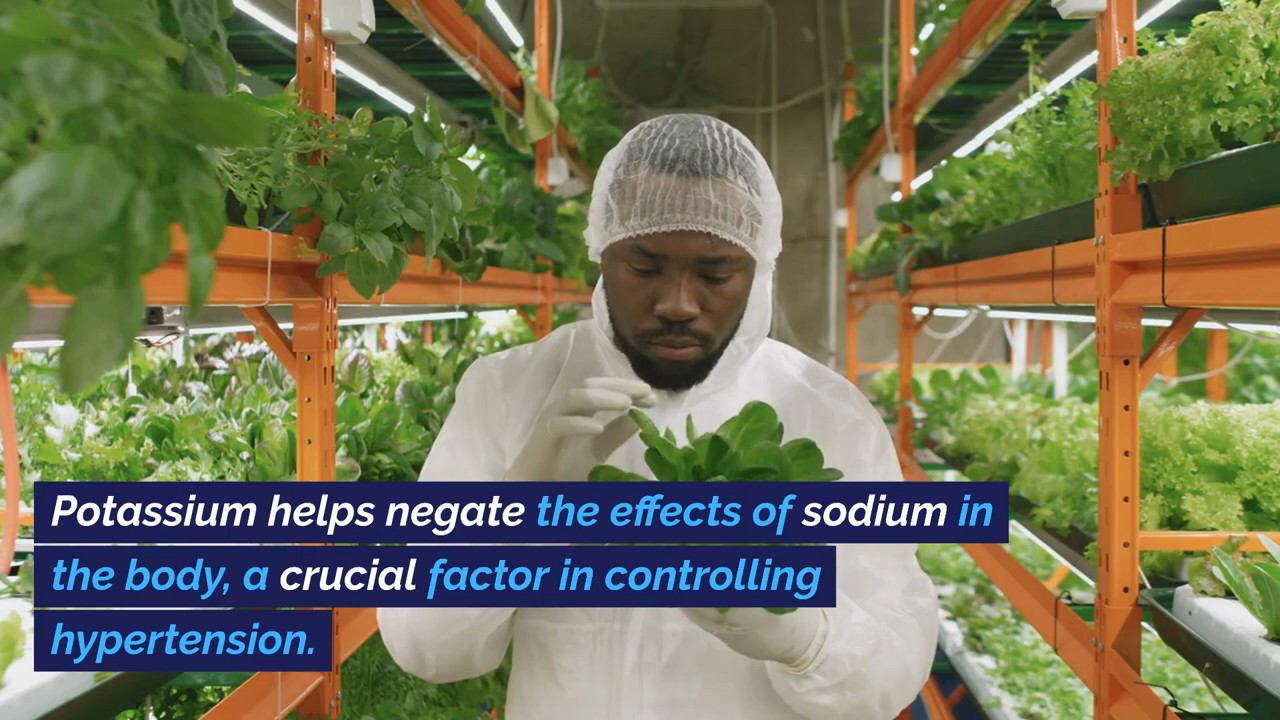 Potassium helps negate the effects of sodium in
the body, a crucial factor in controlling
hypertension.